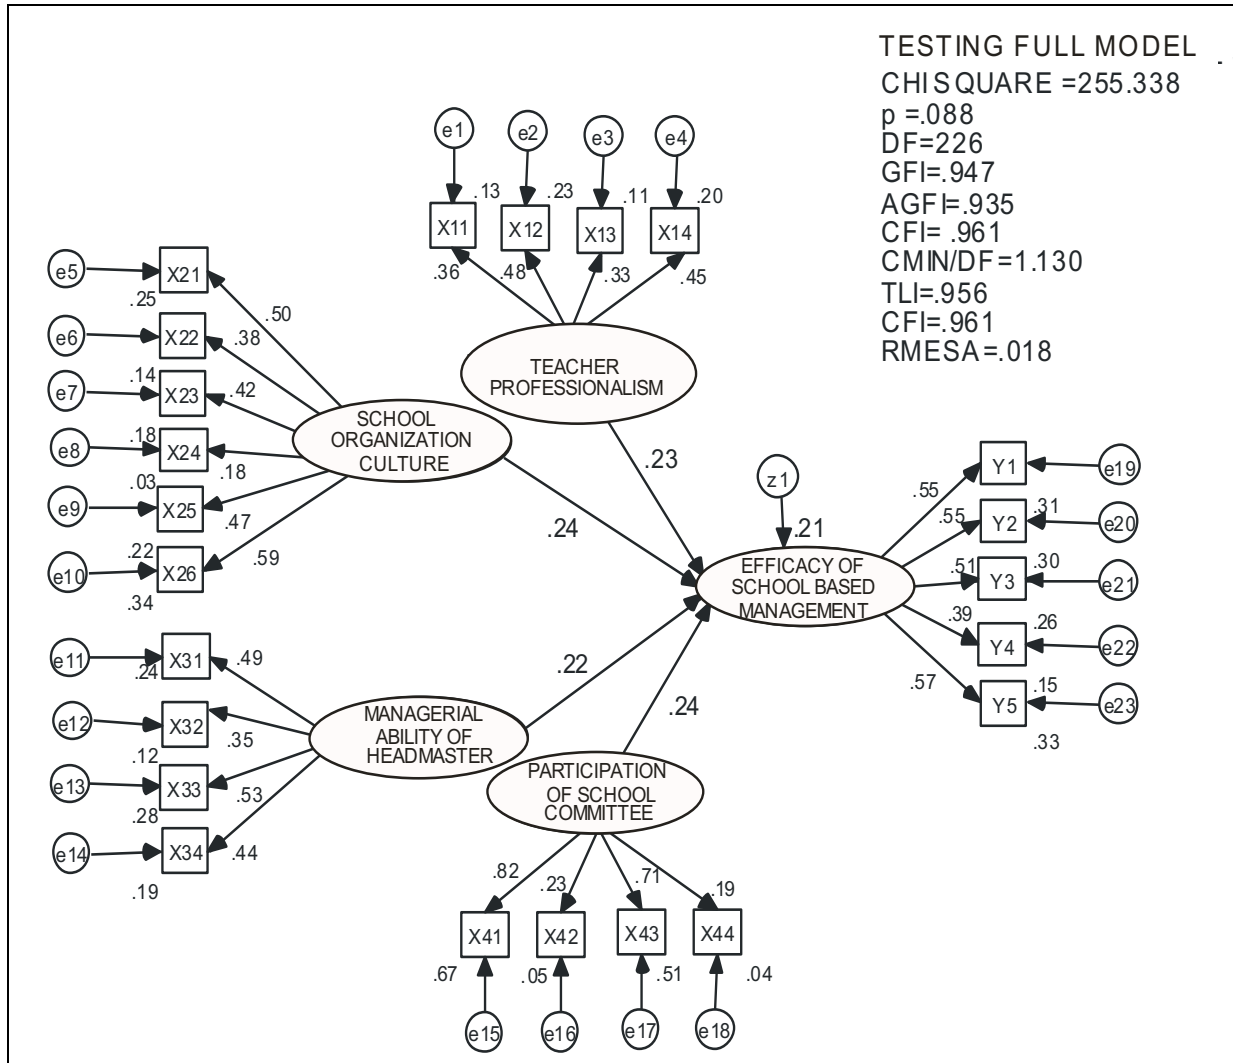 TESTING FULL MODEL
CHISQUARE =255.338
p =.088
DF=226
GFI=.947
AGFI=.935
CFI= .961
CMIN/DF=1.130
TLI=.956
CFI=.961
RMESA=.018
e1
e2
e3
e4
.13
.23
.11
.20
X11
X12
X13
X14
.36
.48
.33
.45
TEACHER
PROFESSIONALISM
.23
e5
X21
.25
.50
e6
X22
.38
.14
e7
X23
.42
.18
e8
X24
.18
.03
e9
X25
.47
.22
e10
X26
.59
.34
SCHOOL
ORGANIZATION
CULTURE
.24
z1
.21
EFFICACY OF
SCHOOL BASED
MANAGEMENT
.55
Y1
e19
.31
.55
Y2
e20
.30
.51
Y3
e21
.26
.39
Y4
e22
.15
.57
Y5
e23
.33
e11
X31
.24
.49
e12
X32
.35
.12
e13
X33
.53
.28
e14
X34
.44
.19
MANAGERIAL
ABILITY OF
HEADMASTER
.22
.24
PARTICIPATION
OF SCHOOL
COMMITTEE
.82
.23
.71
.19
X41
X42
X43
X44
.67
.05
.51
.04
e15
e16
e17
e18